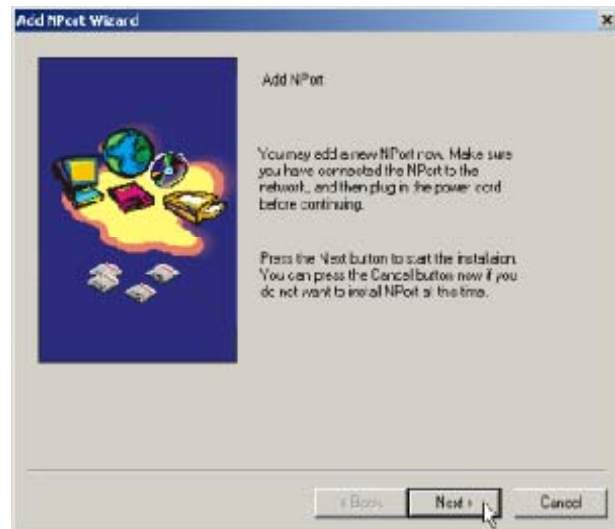 Add NPort Wizard
Add NPort
You may add a new NPort now. Make sure
you have connected the NPort to the
network, and then plug in the power cord
before continuing.
Press the Next button to start the installaion.
You can press the Cancel button now if you
do not want to install NPort at this time.
< Back
Next >
Cancel